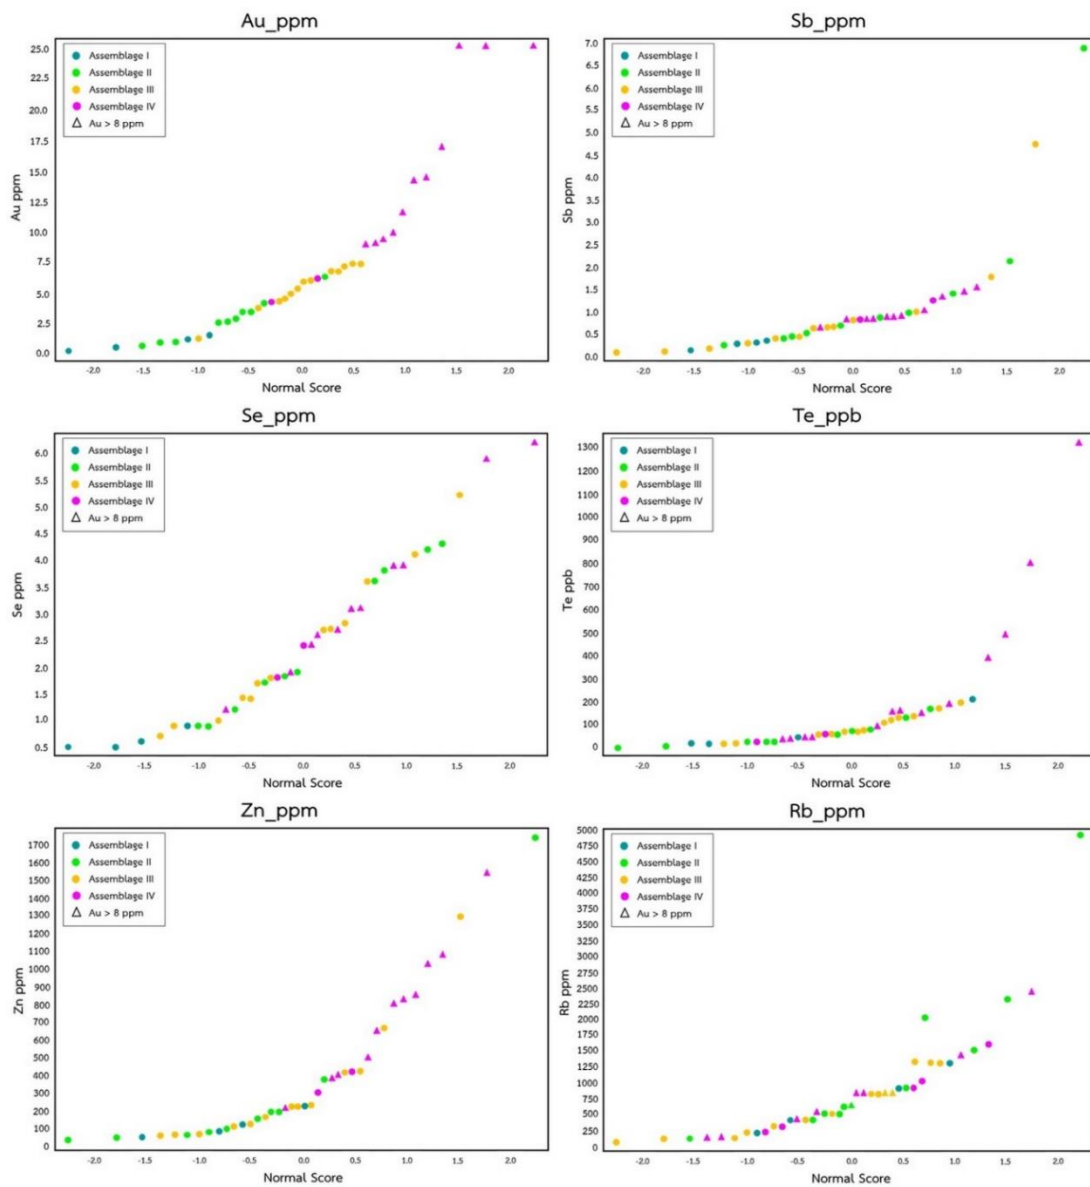 Au_ppm
25.0
22.5
20.0
17.5
15.0
12.5
10.0
7.5
5.0
2.5
0.0
Au ppm
Assemblage I
Assemblage II
Assemblage III
Assemblage IV
Au > 8 ppm
-2.0 -1.5 -1.0 -0.5 0.0 0.5 1.0 1.5 2.0
Normal Score
Sb_ppm
7.0
6.5
6.0
5.5
5.0
4.5
4.0
3.5
3.0
2.5
2.0
1.5
1.0
0.5
0.0
Sb ppm
Assemblage I
Assemblage II
Assemblage III
Assemblage IV
Au > 8 ppm
-2.0 -1.5 -1.0 -0.5 0.0 0.5 1.0 1.5 2.0
Normal Score
Se_ppm
6.0
5.5
5.0
4.5
4.0
3.5
3.0
2.5
2.0
1.5
1.0
0.5
Se ppm
Assemblage I
Assemblage II
Assemblage III
Assemblage IV
Au > 8 ppm
-2.0 -1.5 -1.0 -0.5 0.0 0.5 1.0 1.5 2.0
Normal Score
Te_ppb
1300
1200
1100
1000
900
800
700
600
500
400
300
200
100
0
Te ppb
Assemblage I
Assemblage II
Assemblage III
Assemblage IV
Au > 8 ppm
-2.0 -1.5 -1.0 -0.5 0.0 0.5 1.0 1.5 2.0
Normal Score
Zn_ppm
1700
1600
1500
1400
1300
1200
1100
1000
900
800
700
600
500
400
300
200
100
0
Zn ppm
Assemblage I
Assemblage II
Assemblage III
Assemblage IV
Au > 8 ppm
-2.0 -1.5 -1.0 -0.5 0.0 0.5 1.0 1.5 2.0
Normal Score
Rb_ppm
5000
4750
4500
4250
4000
3750
3500
3250
3000
2750
2500
2250
2000
1750
1500
1250
1000
750
500
250
0
Rb ppm
Assemblage I
Assemblage II
Assemblage III
Assemblage IV
Au > 8 ppm
-2.0 -1.5 -1.0 -0.5 0.0 0.5 1.0 1.5 2.0
Normal Score